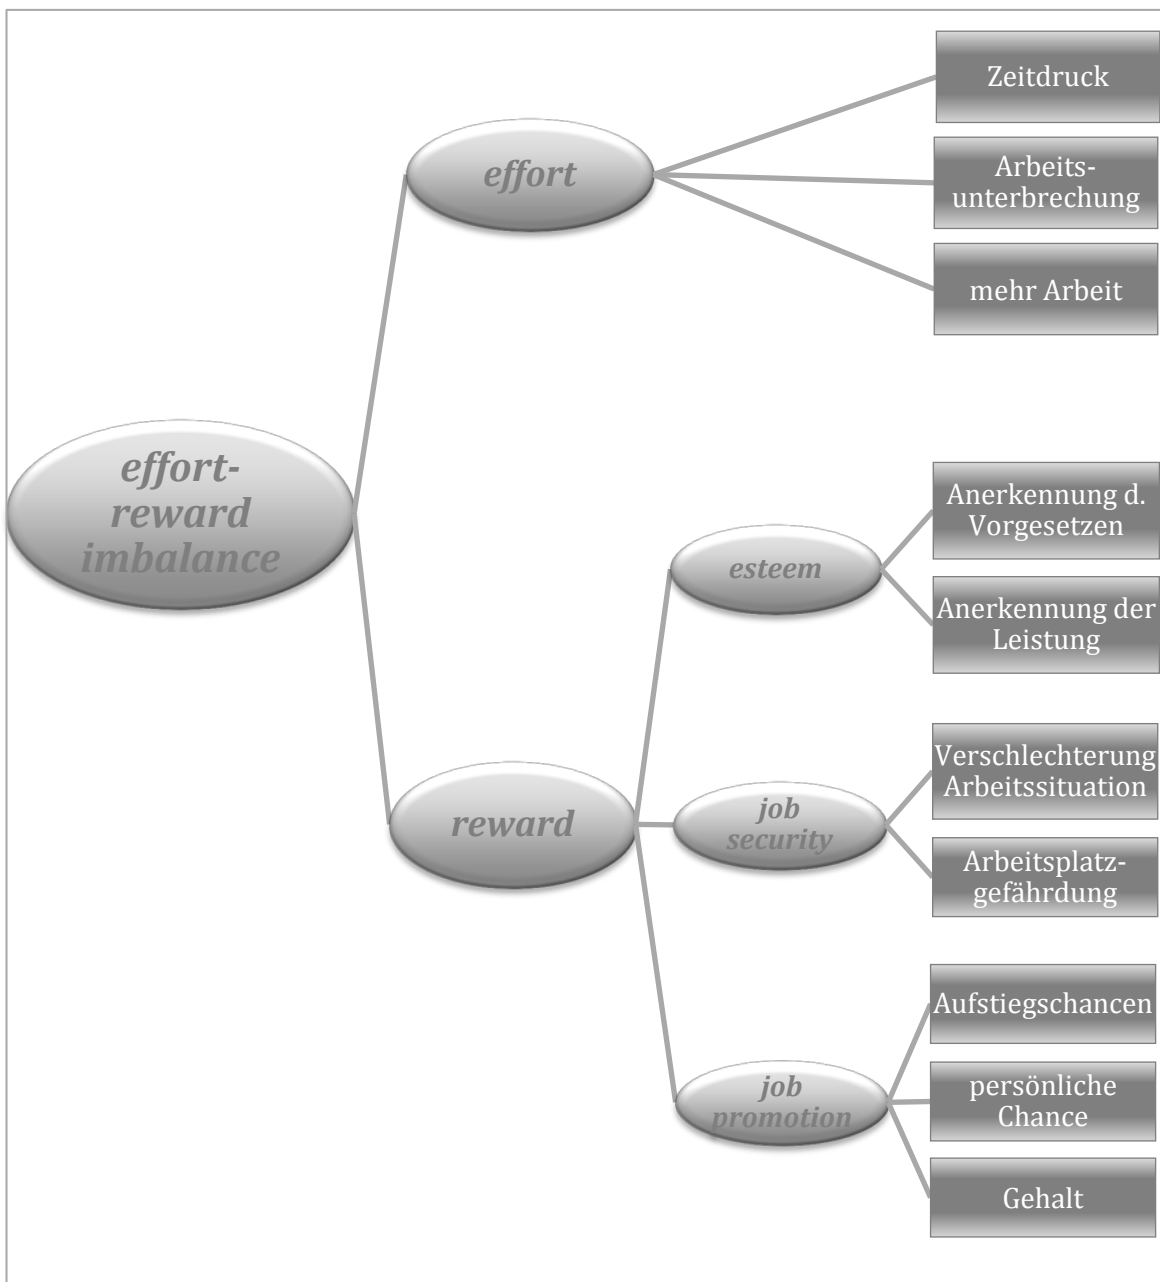 Zeitdruck
effort
Arbeits-
unterbrechung
mehr Arbeit
effort-
reward
imbalance
Anerkennung d.
Vorgesetzen
esteem
Anerkennung der
Leistung
Verschlechterung
Arbeitssituation
reward
job
security
Arbeitsplatz-
gefährdung
Aufstiegschancen
job
promotion
persönliche
Chance
Gehalt